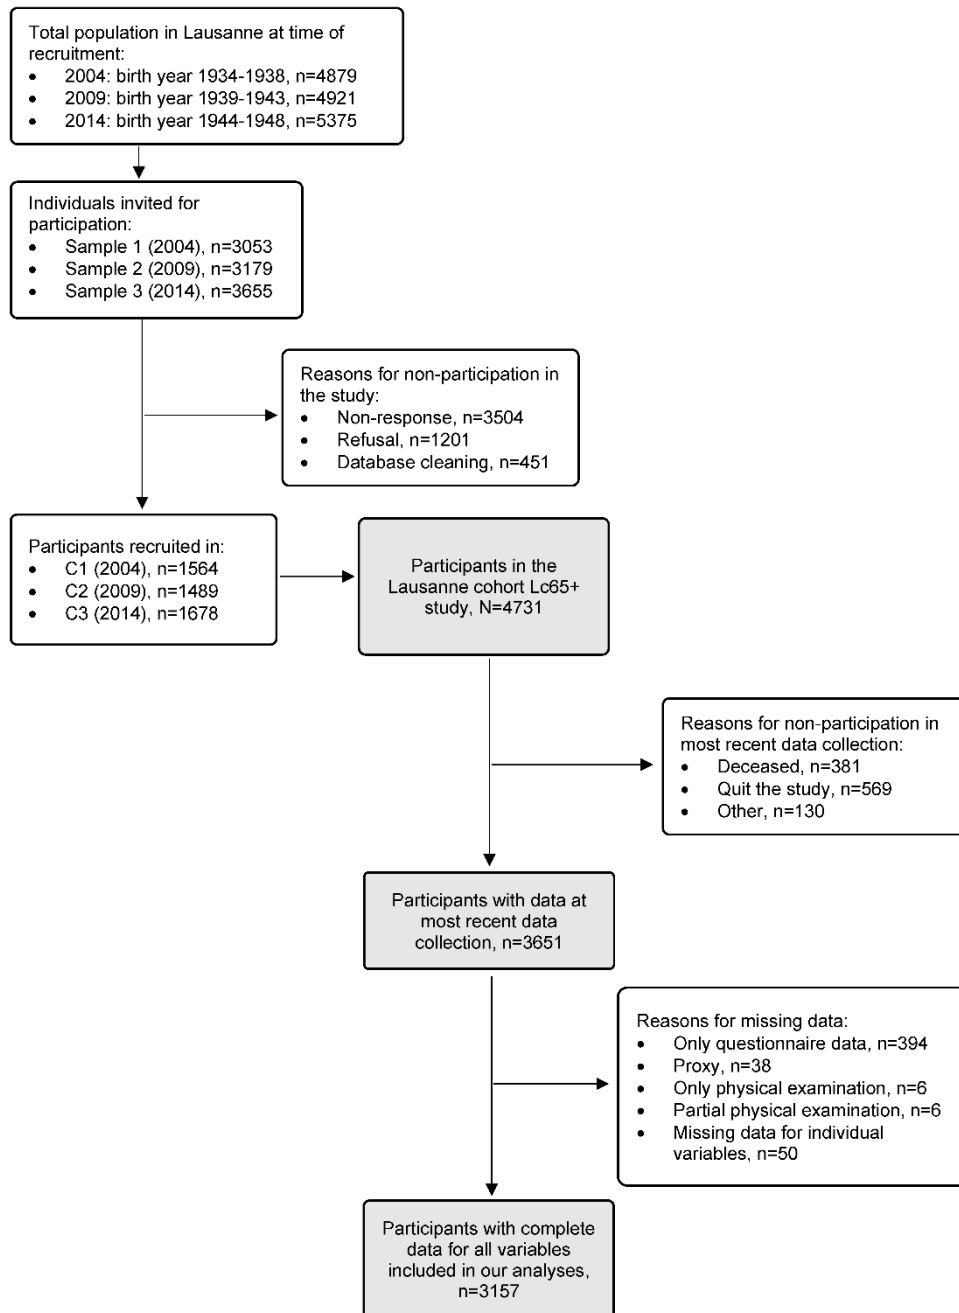 Total population in Lausanne at time of
recruitment:
• 2004: birth year 1934-1938, n=4879
• 2009: birth year 1939-1943, n=4921
• 2014: birth year 1944-1948, n=5375
Individuals invited for
participation:
• Sample 1 (2004), n=3053
• Sample 2 (2009), n=3179
• Sample 3 (2014), n=3655
Reasons for non-participation in
the study:
• Non-response, n=3504
• Refusal, n=1201
• Database cleaning, n=451
Participants recruited in:
• C1 (2004), n=1564
• C2 (2009), n=1489
• C3 (2014), n=1678
Participants in the
Lausanne cohort Lc65+
study, N=4731
Reasons for non-participation in
most recent data collection:
• Deceased, n=381
• Quit the study, n=569
• Other, n=130
Participants with data at
most recent data
collection, n=3651
Reasons for missing data:
• Only questionnaire data, n=394
• Proxy, n=38
• Only physical examination, n=6
• Partial physical examination, n=6
• Missing data for individual
variables, n=50
Participants with complete
data for all variables
included in our analyses,
n=3157